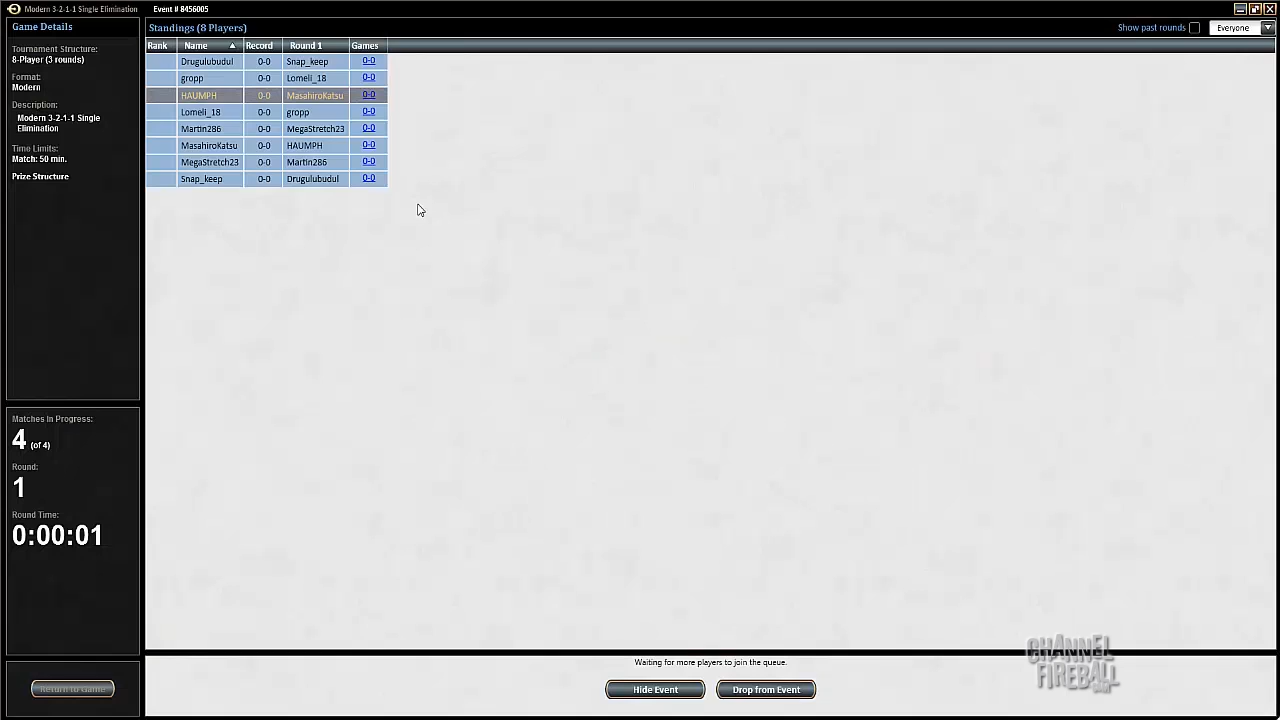 Modern 3-2-1-1 Single Elimination Event # 8456005
Game Details
Tournament Structure:
8-Player (3 rounds)
Format:
Modern
Description:
Modern 3-2-1-1 Single
Elimination
Time Limits:
Match: 50 min.
Prize Structure
Matches In Progress:
4 (of 4)
Round:
1
Round Time:
0:00:01
Return to Game
Standings (8 Players) Show past rounds Everyone
Rank Name Record Round 1 Games
Drugulubudul 0-0 Snap_keep 0-0
gropp 0-0 Lomeli_18 0-0
HAUMPH 0-0 MasahiroKatsu 0-0
Lomeli_18 0-0 gropp 0-0
Martin286 0-0 MegaStretch23 0-0
MasahiroKatsu 0-0 HAUMPH 0-0
MegaStretch23 0-0 Martin286 0-0
Snap_keep 0-0 Drugulubudul 0-0
Waiting for more players to join the queue.
Hide Event Drop from Event
CHANNEL
FIREBALL
.COM